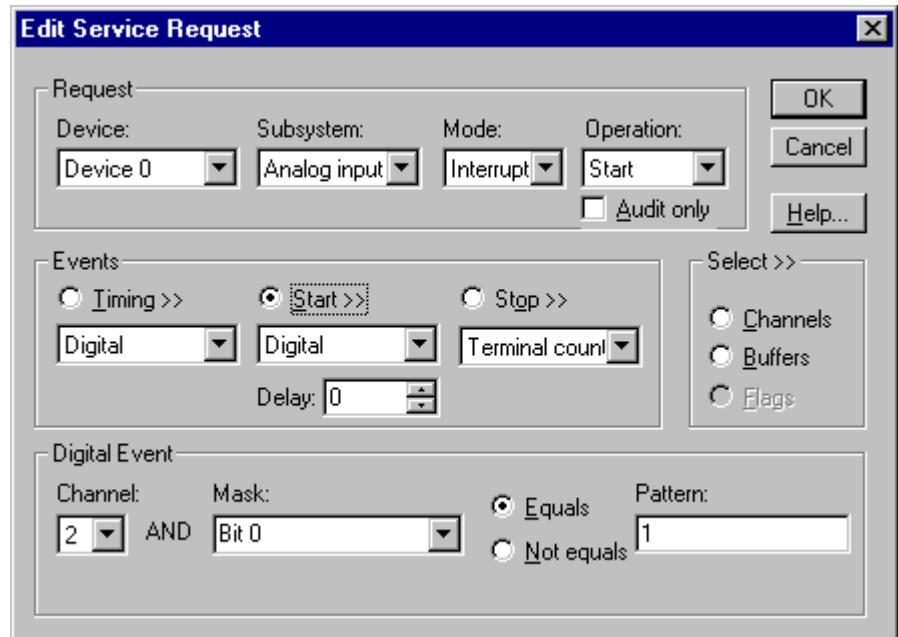 Edit Service Request
Request
OK
Device: Subsystem: Mode: Operation:
Device 0 Analog input Interrupt Start
Cancel
Audit only
Help...
Events
Select >>
Timing >> Start >> Stop >>
Channels
Digital Digital Terminal count
Buffers
Delay: 0
Flags
Digital Event
Channel: Mask: Pattern:
Equals
2 AND Bit 0 1
Not equals